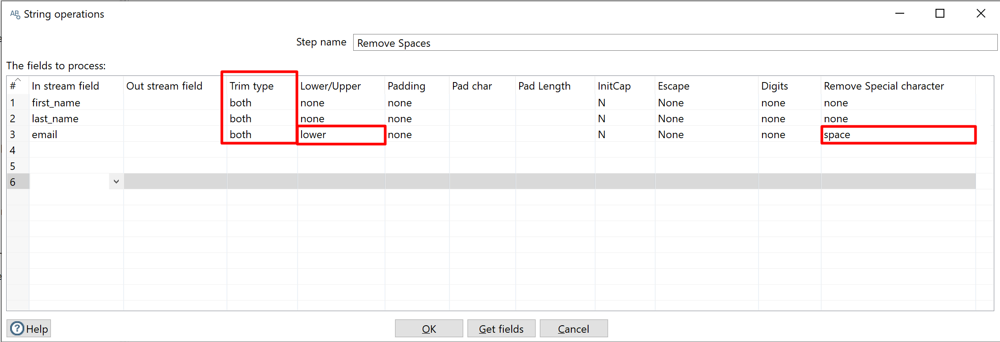 String operations
Step name Remove Spaces
The fields to process:
# In stream field Out stream field Trim type Lower/Upper Padding Pad char Pad Length InitCap Escape Digits Remove Special character
1 first_name both none none N None none none
2 last_name both none none N None none none
3 email both lower none N None none space
4
5
6
Help OK Get fields Cancel